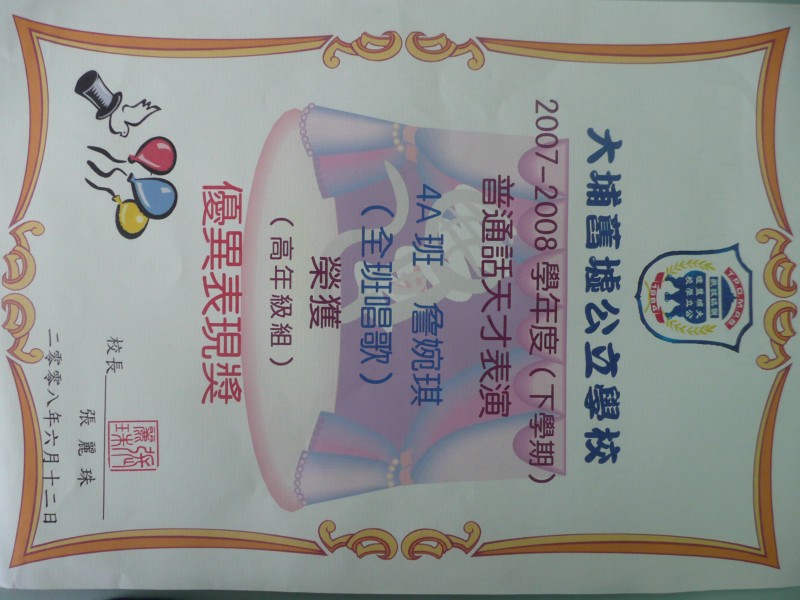 大埔舊墟公立學校
2007-2008 學年度（下學期）
普通話天才表演
4A 班　詹婉琪
（全班唱歌）
榮獲
（高年級組）
優異表現獎
校長
張麗珠
二零零八年六月十二日